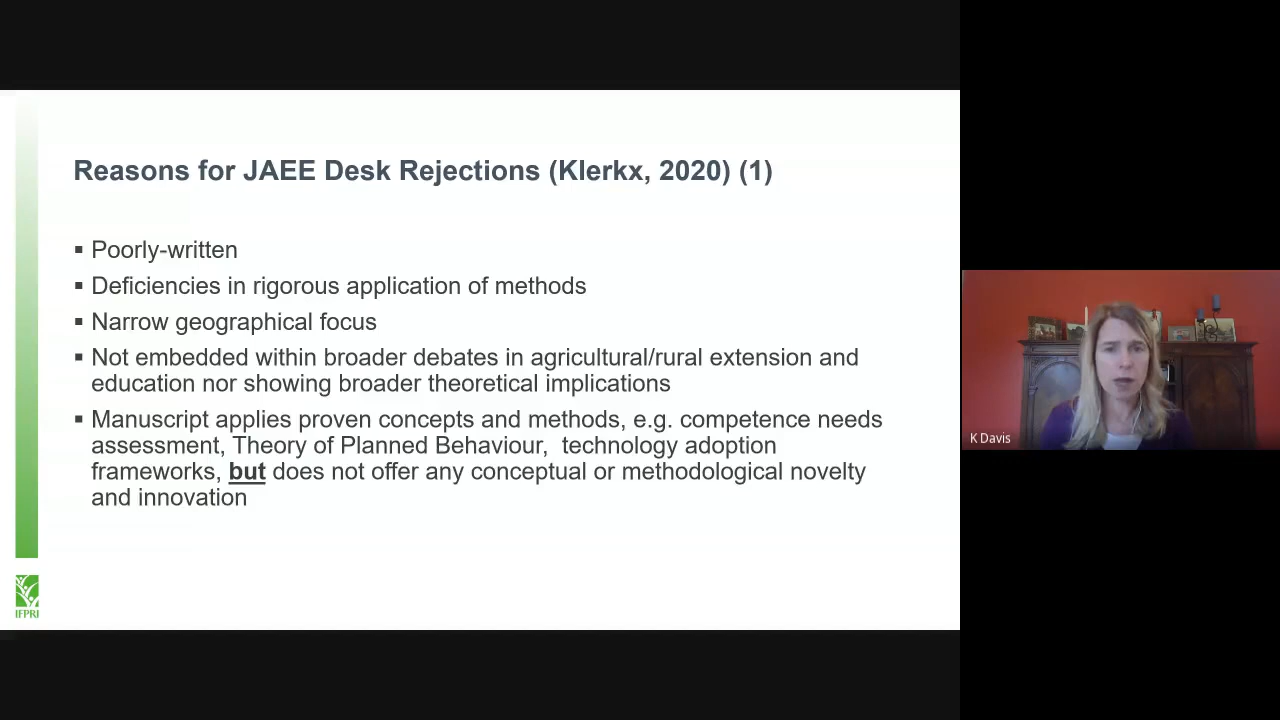 Reasons for JAEE Desk Rejections (Klerkx, 2020) (1)
▪ Poorly-written
▪ Deficiencies in rigorous application of methods
▪ Narrow geographical focus
▪ Not embedded within broader debates in agricultural/rural extension and
education nor showing broader theoretical implications
▪ Manuscript applies proven concepts and methods, e.g. competence needs
assessment, Theory of Planned Behaviour,  technology adoption
frameworks, but does not offer any conceptual or methodological novelty
and innovation
IFPRI
K Davis